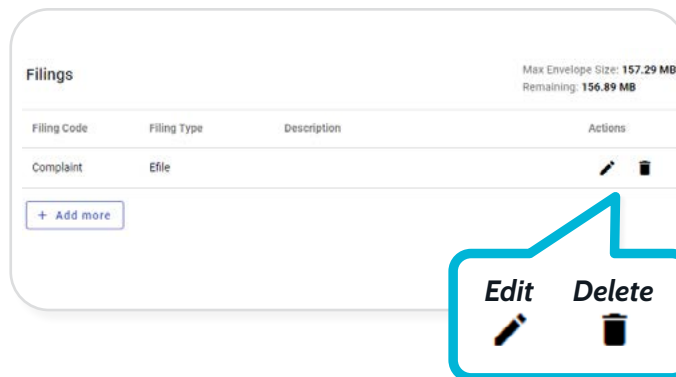 Filings
Max Envelope Size: 157.29 MB
Remaining: 156.89 MB
Filing Code Filing Type Description Actions
Complaint Efile
+ Add more
Edit Delete